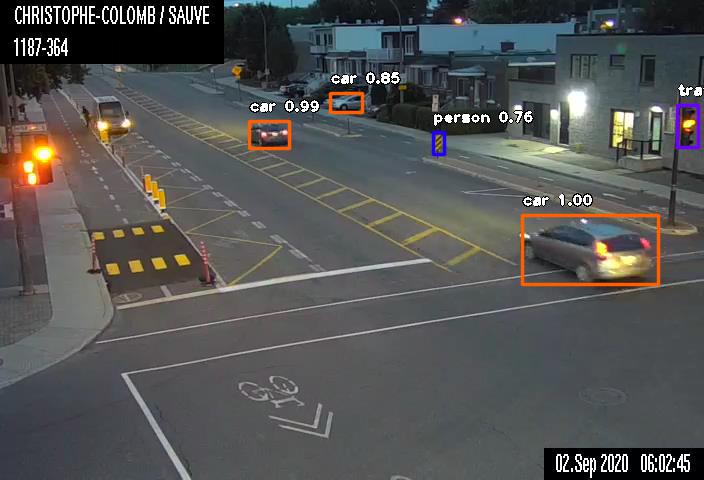 CHRISTOPHE-COLOMB / SAUVE
1187-364
car 0.85
car 0.99
person 0.76
tra
car 1.00
02.Sep 2020 06:02:45